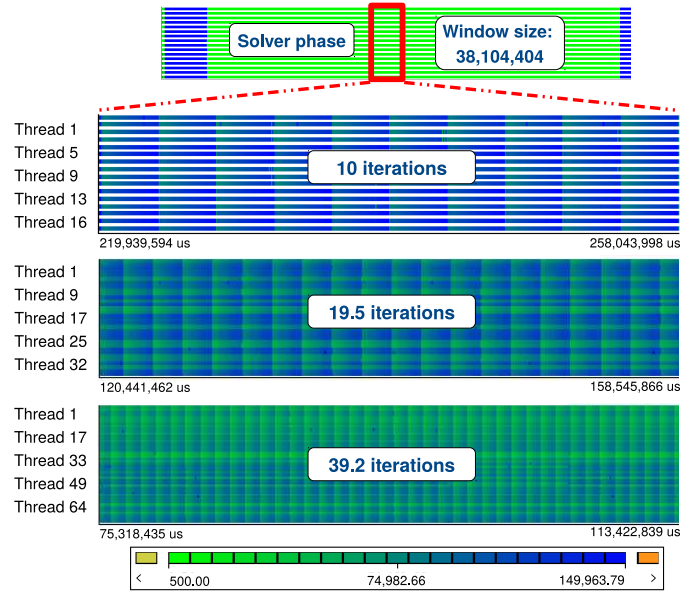 Solver phase
Window size:
38,104,404
Thread 1
Thread 5
Thread 9
Thread 13
Thread 16
10 iterations
219,939,594 us
258,043,998 us
Thread 1
Thread 9
Thread 17
Thread 25
Thread 32
19.5 iterations
120,441,462 us
158,545,866 us
Thread 1
Thread 17
Thread 33
Thread 49
Thread 64
39.2 iterations
75,318,435 us
113,422,839 us
< 500.00 74,982.66 149,963.79 >